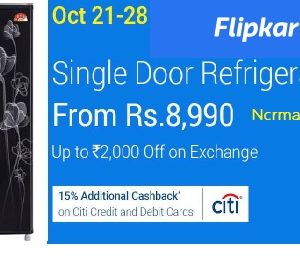 Oct 21-28
Flipkar
Single Door Refriger
From Rs.8,990
Ncrma
Up to ₹2,000 Off on Exchange
15% Additional Cashback*
on Citi Credit and Debit Cards
citi